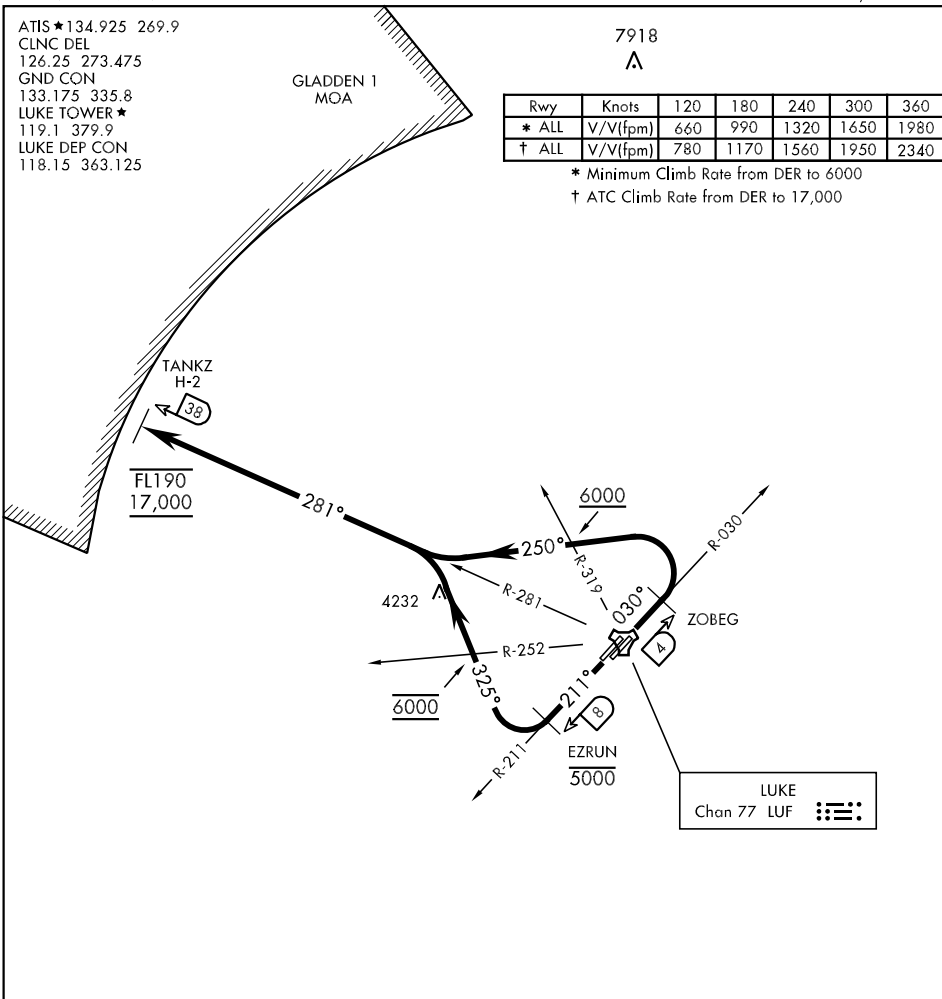 ATIS ★ 134.925 269.9
CLNC DEL
126.25 273.475
GND CON
133.175 335.8
LUKE TOWER ★
119.1 379.9
LUKE DEP CON
118.15 363.125
GLADDEN 1
MOA
7918
Rwy Knots 120 180 240 300 360
* ALL V/V(fpm) 660 990 1320 1650 1980
† ALL V/V(fpm) 780 1170 1560 1950 2340
* Minimum Climb Rate from DER to 6000
† ATC Climb Rate from DER to 17,000
TANKZ
H-2
38
FL190
17,000
281°
6000
250°
R-319
R-030
030°
4232
R-281
ZOBEG
4
R-252
325°
211°
6000
8
R-211
EZRUN
5000
LUKE
Chan 77 LUF